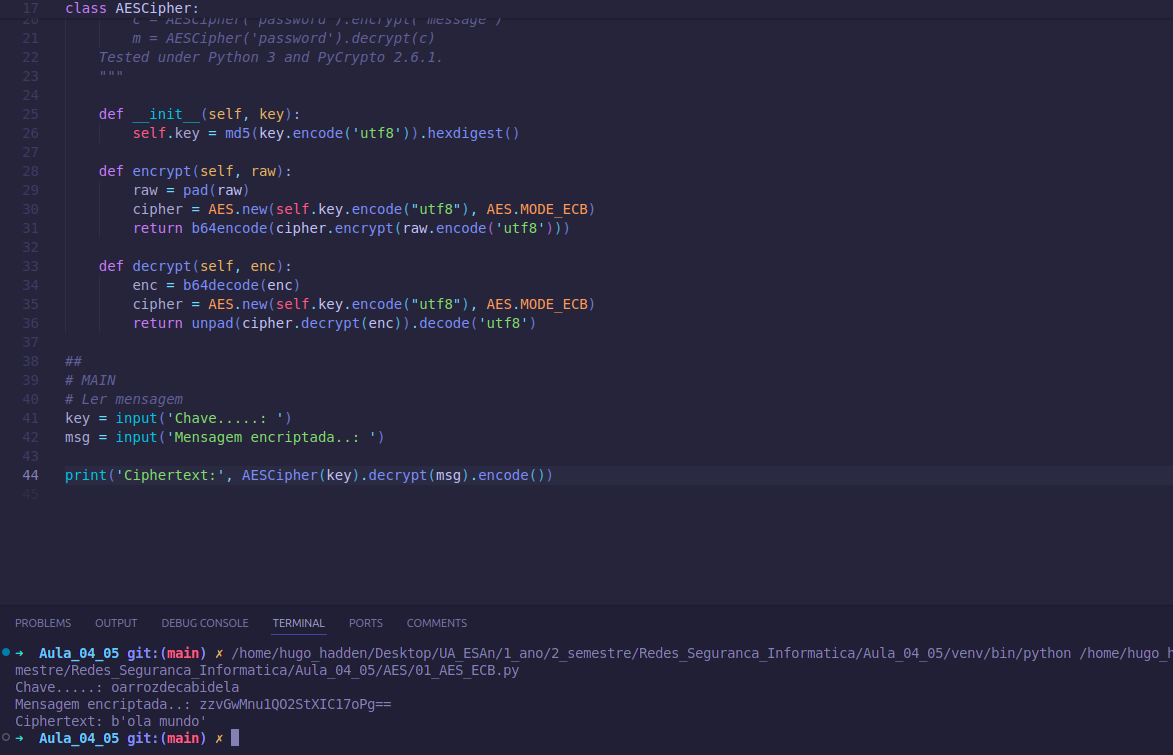 17 class AESCipher:
20 c = AESCipher('password').encrypt('message')
21 m = AESCipher('password').decrypt(c)
22 Tested under Python 3 and PyCrypto 2.6.1.
23 """
24
25 def __init__(self, key):
26 self.key = md5(key.encode('utf8')).hexdigest()
27
28 def encrypt(self, raw):
29 raw = pad(raw)
30 cipher = AES.new(self.key.encode("utf8"), AES.MODE_ECB)
31 return b64encode(cipher.encrypt(raw.encode('utf8')))
32
33 def decrypt(self, enc):
34 enc = b64decode(enc)
35 cipher = AES.new(self.key.encode("utf8"), AES.MODE_ECB)
36 return unpad(cipher.decrypt(enc)).decode('utf8')
37
38 ##
39 # MAIN
40 # Ler mensagem
41 key = input('Chave.....: ')
42 msg = input('Mensagem encriptada..: ')
43
44 print('Ciphertext:', AESCipher(key).decrypt(msg).encode())
45
PROBLEMS OUTPUT DEBUG CONSOLE TERMINAL PORTS COMMENTS
➜ Aula_04_05 git:(main) ✗ /home/hugo_hadden/Desktop/UA_ESAn/1_ano/2_semestre/Redes_Seguranca_Informatica/Aula_04_05/venv/bin/python /home/hugo_h
mestre/Redes_Seguranca_Informatica/Aula_04_05/AES/01_AES_ECB.py
Chave.....: oarrozdecabidela
Mensagem encriptada..: zzvGwMnu1QO2StXIC17oPg==
Ciphertext: b'ola mundo'
➜ Aula_04_05 git:(main) ✗